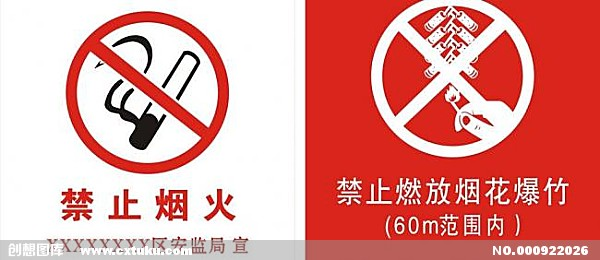 禁止烟火
XXXXXXXX区安监局 宣
禁止燃放烟花爆竹
(60m范围内)
创想图库 www.cxtuku.com
NO.000922026